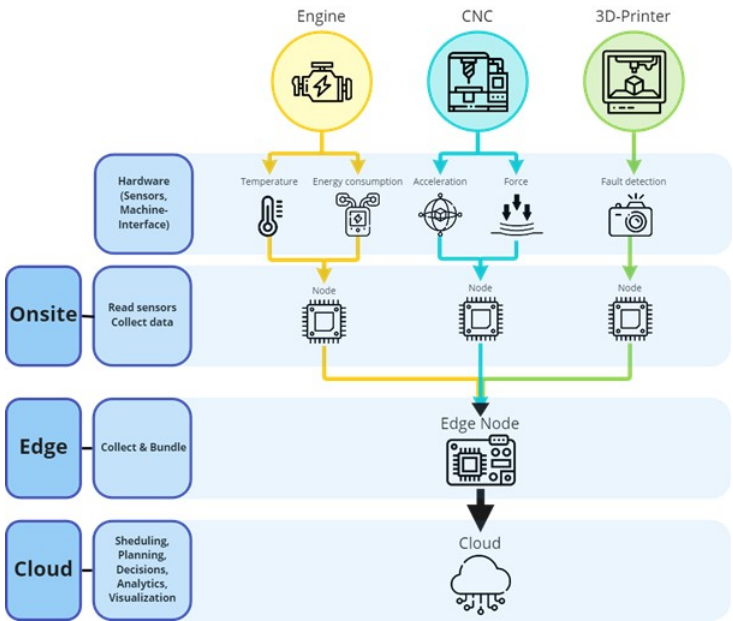 Engine
CNC
3D-Printer
Hardware
(Sensors,
Machine-
Interface)
Temperature
Energy consumption
Acceleration
Force
Fault detection
Onsite
Read sensors
Collect data
Node
Node
Node
Edge
Collect & Bundle
Edge Node
Cloud
Sheduling,
Planning,
Decisions,
Analytics,
Visualization
Cloud